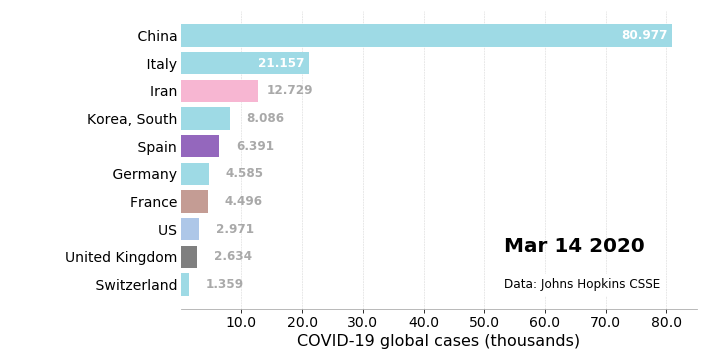 China 80.977
Italy 21.157
Iran 12.729
Korea, South 8.086
Spain 6.391
Germany 4.585
France 4.496
US 2.971
United Kingdom 2.634
Switzerland 1.359
Mar 14 2020
Data: Johns Hopkins CSSE
10.0 20.0 30.0 40.0 50.0 60.0 70.0 80.0
COVID-19 global cases (thousands)